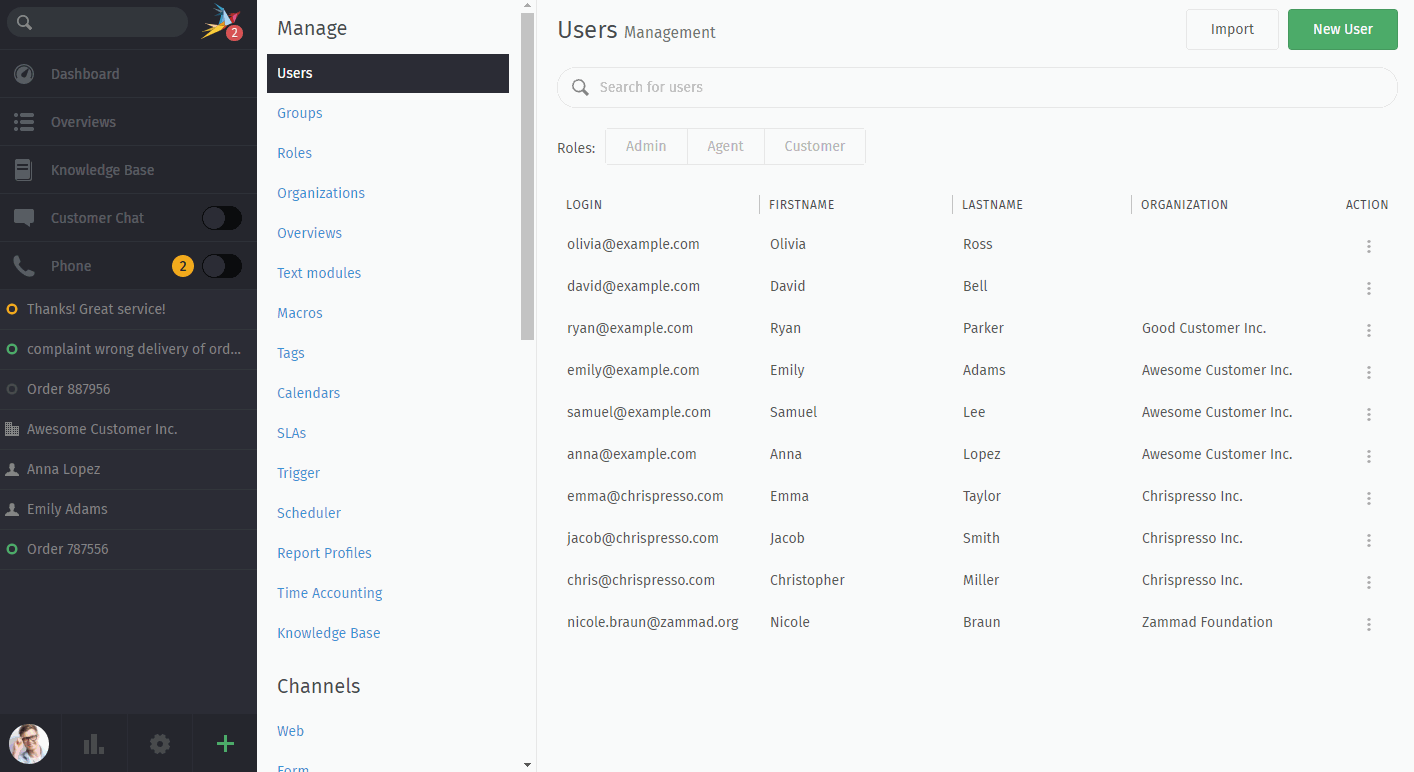 2
Dashboard
Overviews
Knowledge Base
Customer Chat
Phone 2
Thanks! Great service!
complaint wrong delivery of ord...
Order 887956
Awesome Customer Inc.
Anna Lopez
Emily Adams
Order 787556
Manage
Users
Groups
Roles
Organizations
Overviews
Text modules
Macros
Tags
Calendars
SLAs
Trigger
Scheduler
Report Profiles
Time Accounting
Knowledge Base
Channels
Web
Form
Users Management
Import
New User
Search for users
Roles: Admin Agent Customer
LOGIN FIRSTNAME LASTNAME ORGANIZATION ACTION
olivia@example.com Olivia Ross
david@example.com David Bell
ryan@example.com Ryan Parker Good Customer Inc.
emily@example.com Emily Adams Awesome Customer Inc.
samuel@example.com Samuel Lee Awesome Customer Inc.
anna@example.com Anna Lopez Awesome Customer Inc.
emma@chrispresso.com Emma Taylor Chrispresso Inc.
jacob@chrispresso.com Jacob Smith Chrispresso Inc.
chris@chrispresso.com Christopher Miller Chrispresso Inc.
nicole.braun@zammad.org Nicole Braun Zammad Foundation